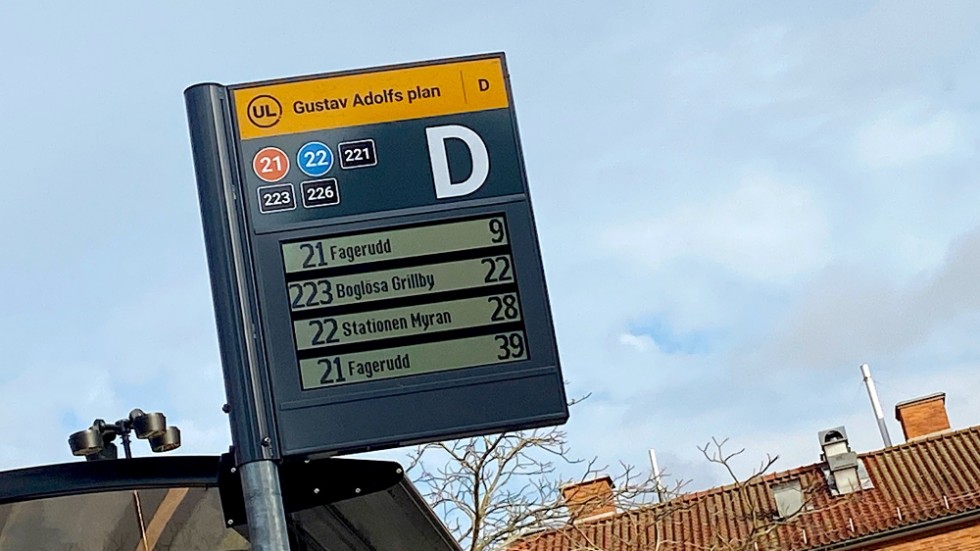 UL Gustav Adolfs plan D
21 22 221
223 226
D
21 Fagerudd 9
223 Boglösa Grillby 22
22 Stationen Myran 28
21 Fagerudd 39